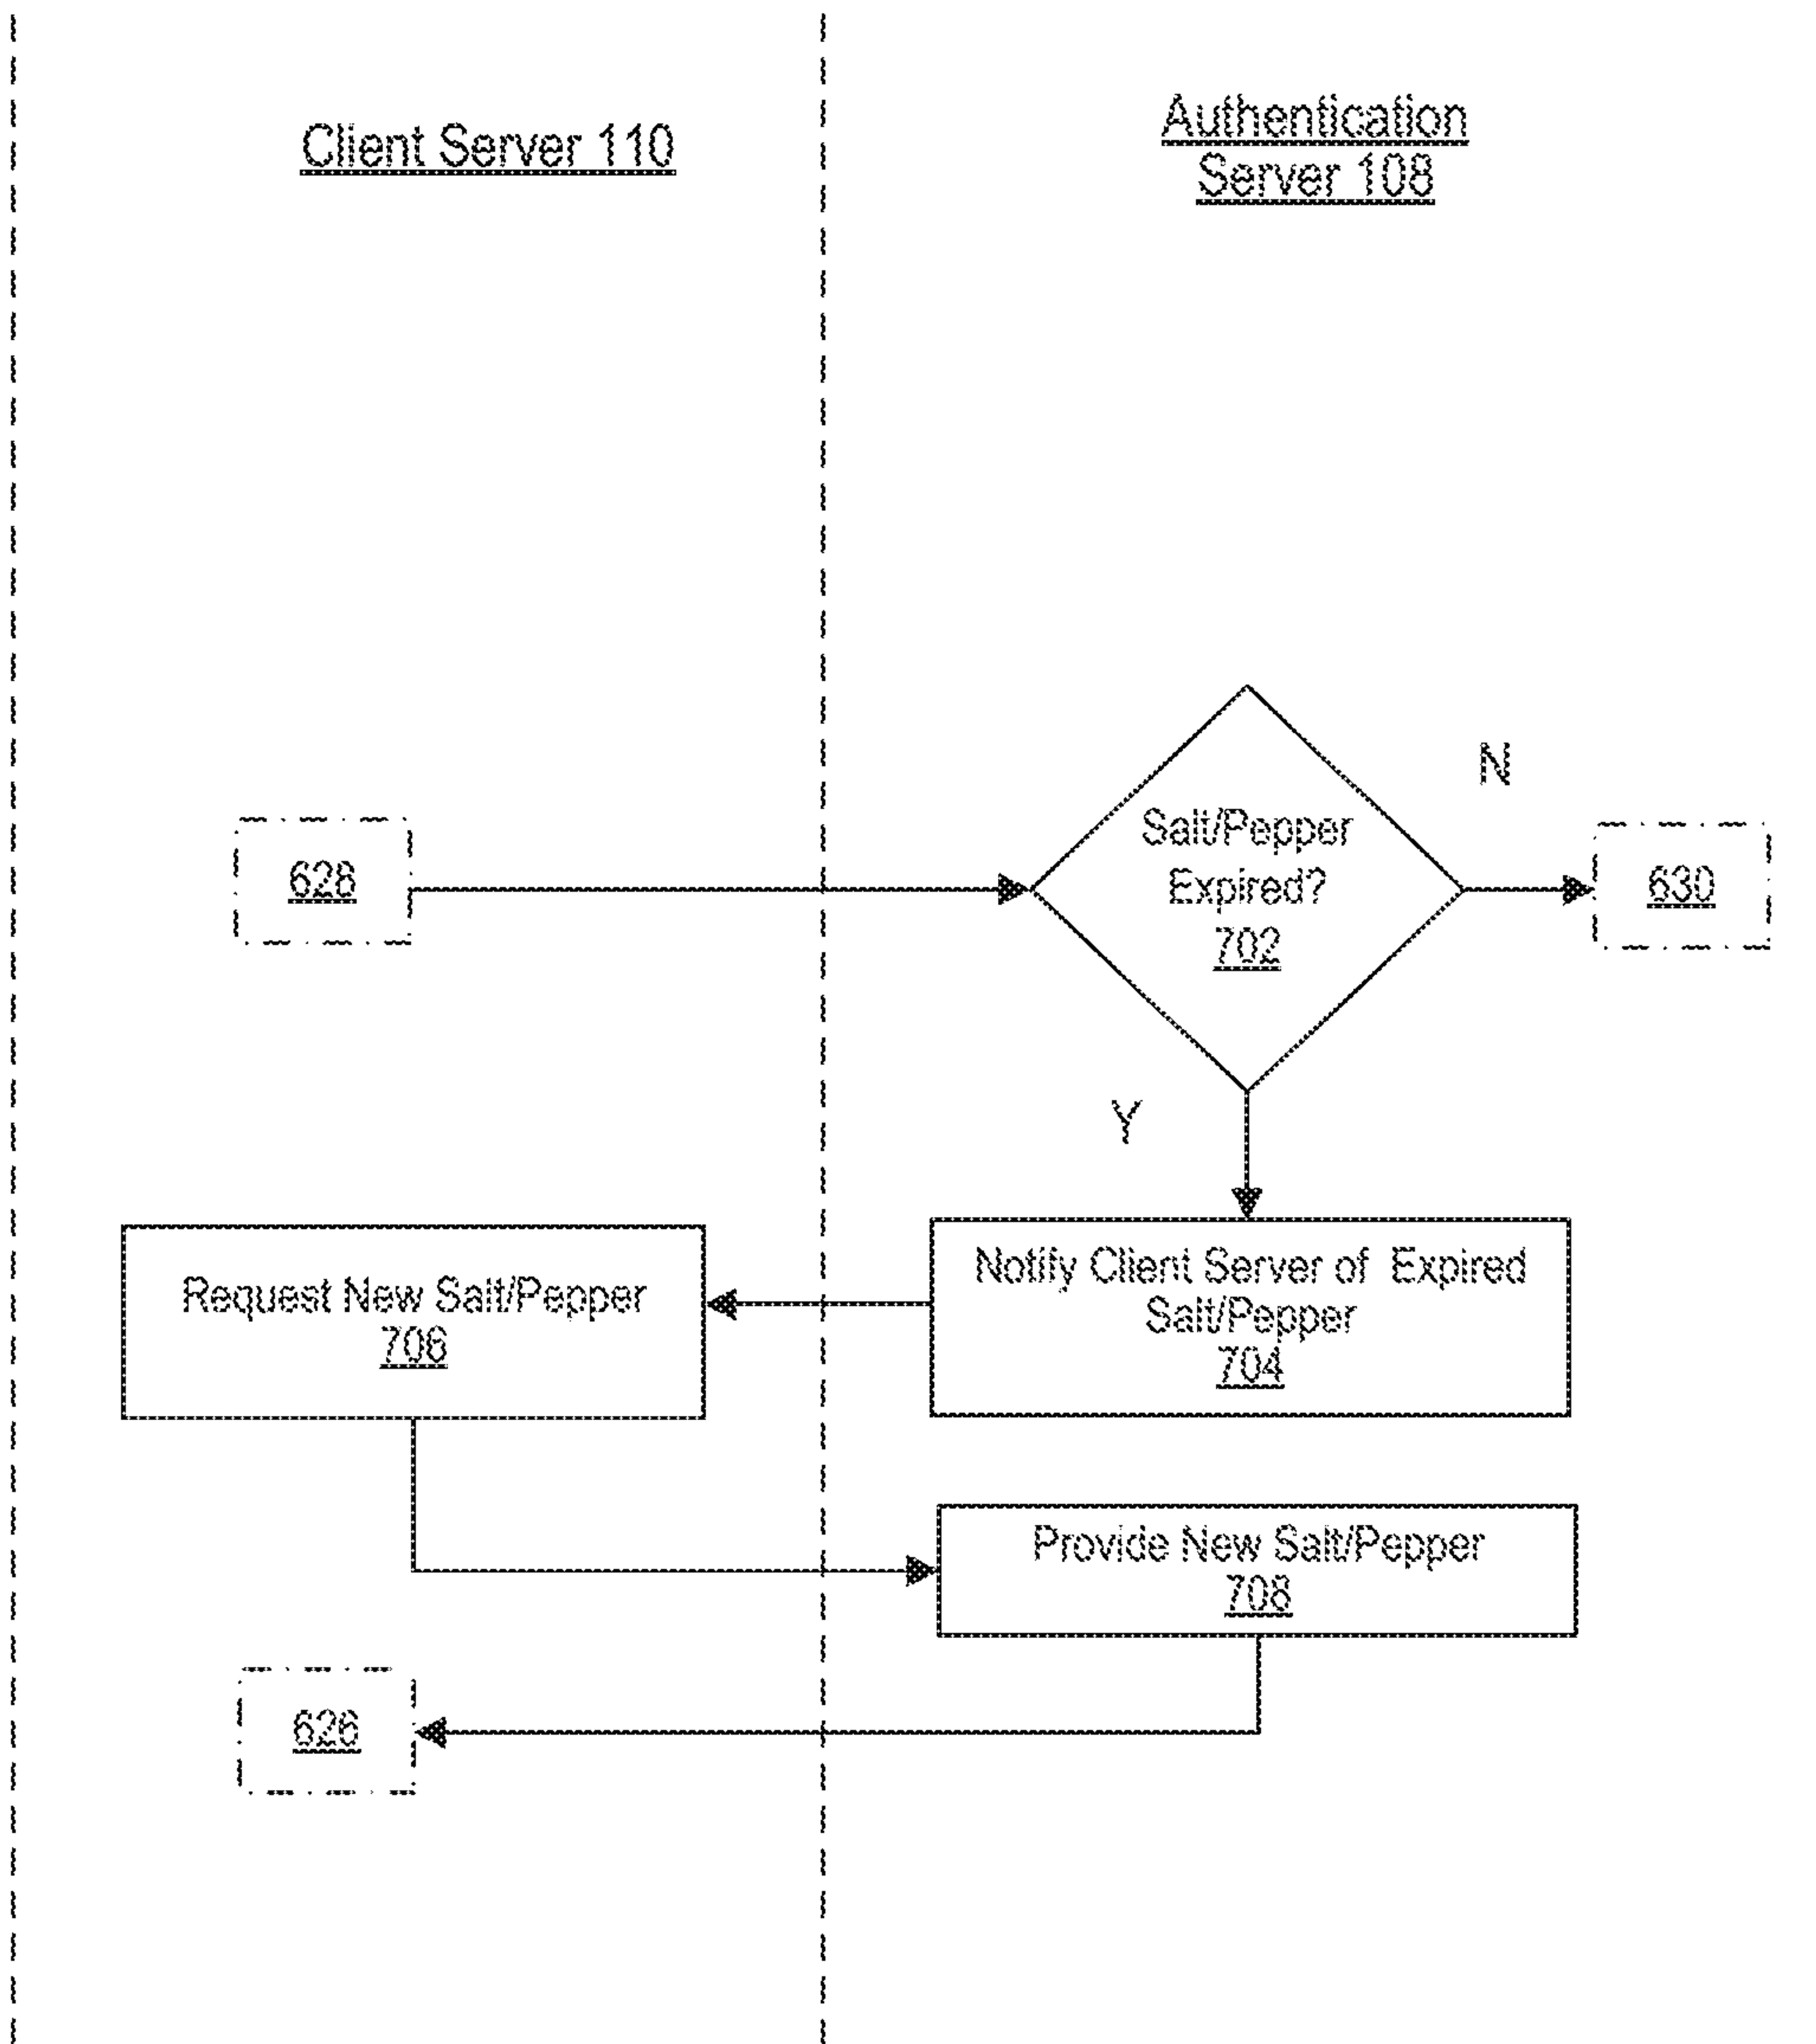 Client Server 110
Authentication
Server 108
N
Salt/Pepper
Expired?
702
628
630
Y
Notify Client Server of Expired
Salt/Pepper
704
Request New Salt/Pepper
706
Provide New Salt/Pepper
708
626